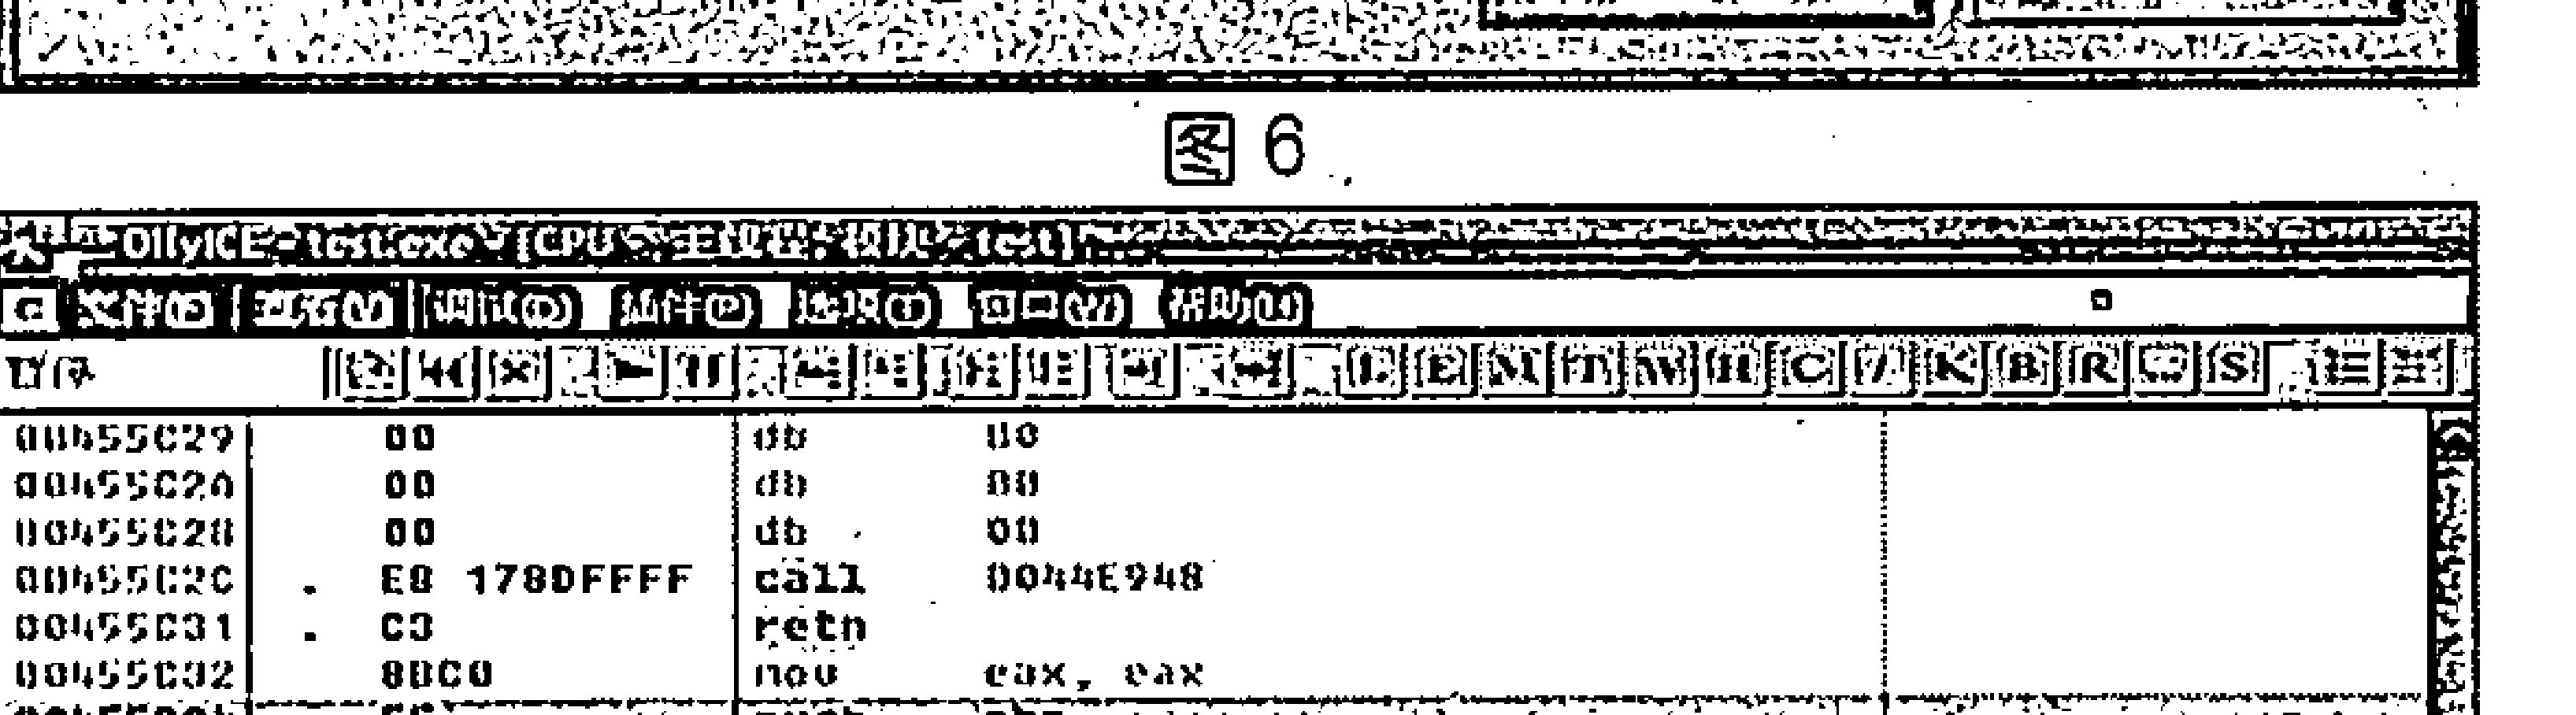 图 6
OllyICE - test.exe - [CPU - 主线程, 模块 - test]
C 文件(F) 查看(V) 调试(D) 插件(P) 选项(T) 窗口(W) 帮助(H)
L E M T W H C / K B R ... S
00455C29 00 db 00
00455C2A 00 db 00
00455C2B 00 db 00
00455C2C . E8 178DFFFF call 0044E948
00455C31 . C3 retn
00455C32 8BC0 mov eax, eax